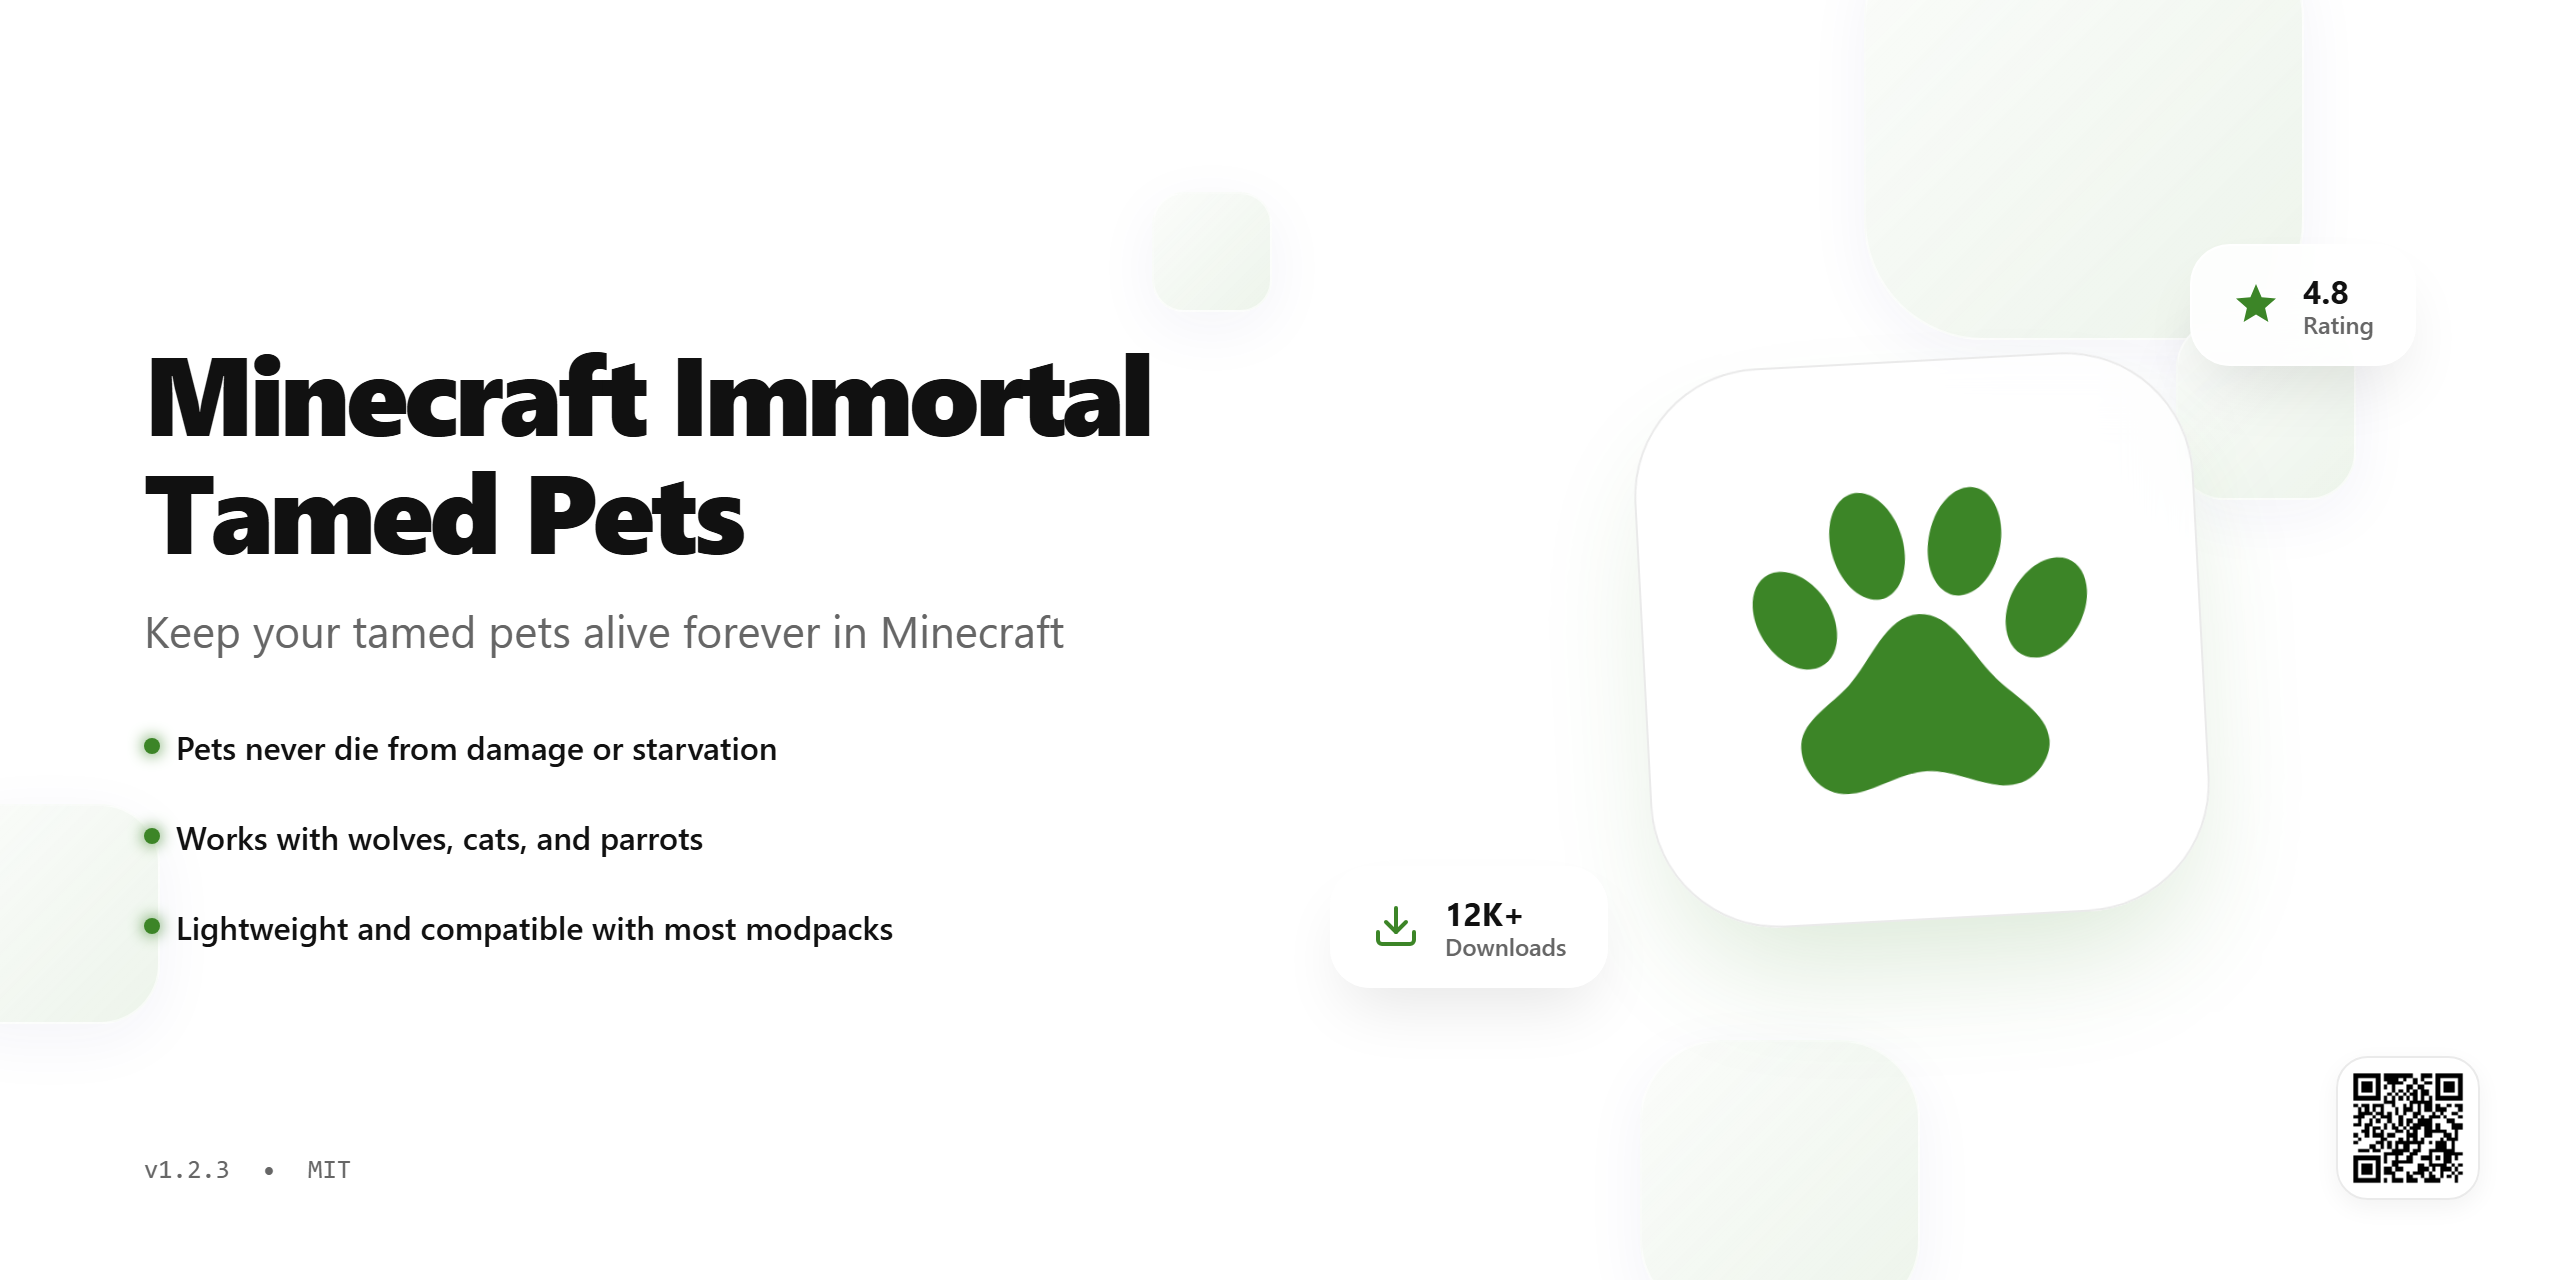 Minecraft Immortal
Tamed Pets
Keep your tamed pets alive forever in Minecraft
Pets never die from damage or starvation
Works with wolves, cats, and parrots
Lightweight and compatible with most modpacks
4.8
Rating
12K+
Downloads
v1.2.3 • MIT